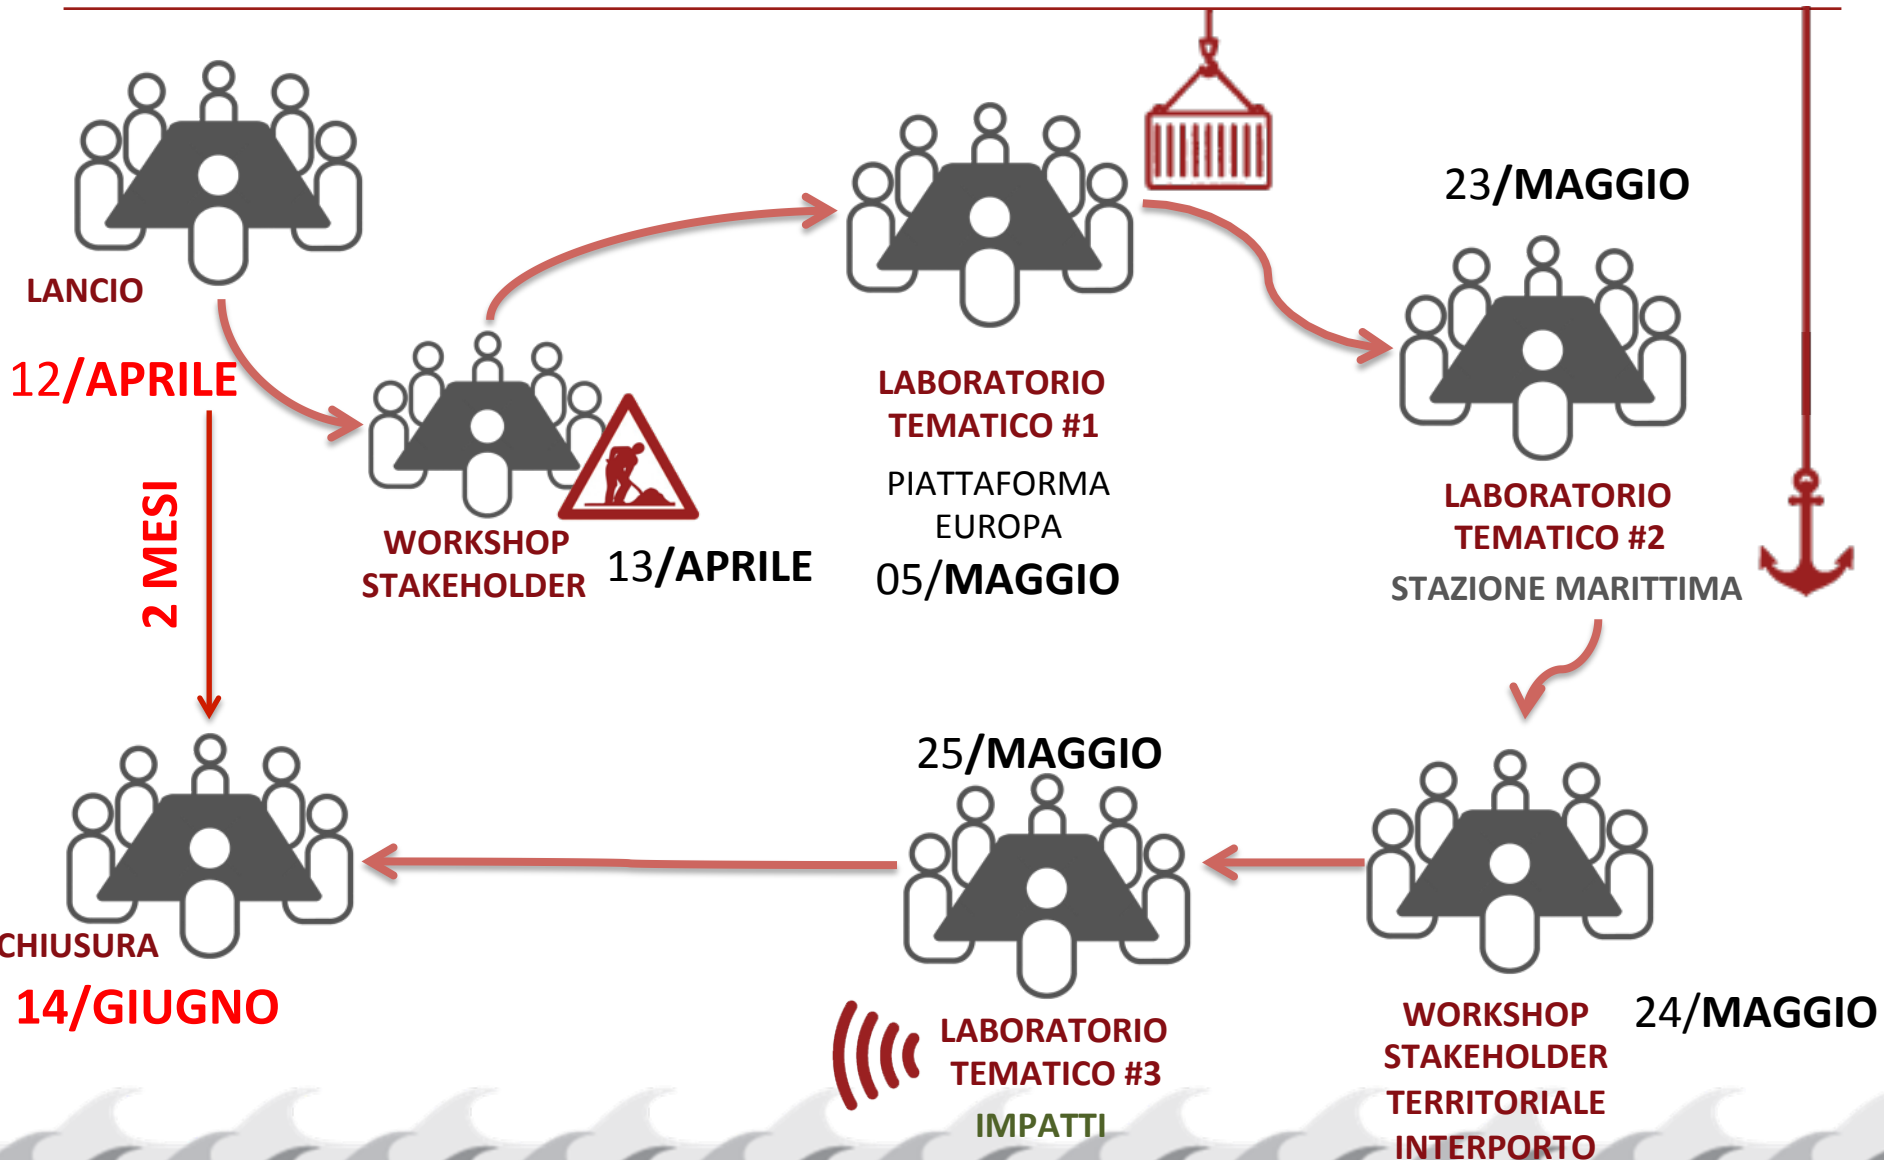 LANCIO
12/APRILE
2 MESI
WORKSHOP
STAKEHOLDER
13/APRILE
LABORATORIO
TEMATICO #1
PIATTAFORMA
EUROPA
05/MAGGIO
23/MAGGIO
LABORATORIO
TEMATICO #2
STAZIONE MARITTIMA
WORKSHOP
STAKEHOLDER
TERRITORIALE
INTERPORTO
24/MAGGIO
25/MAGGIO
LABORATORIO
TEMATICO #3
IMPATTI
CHIUSURA
14/GIUGNO